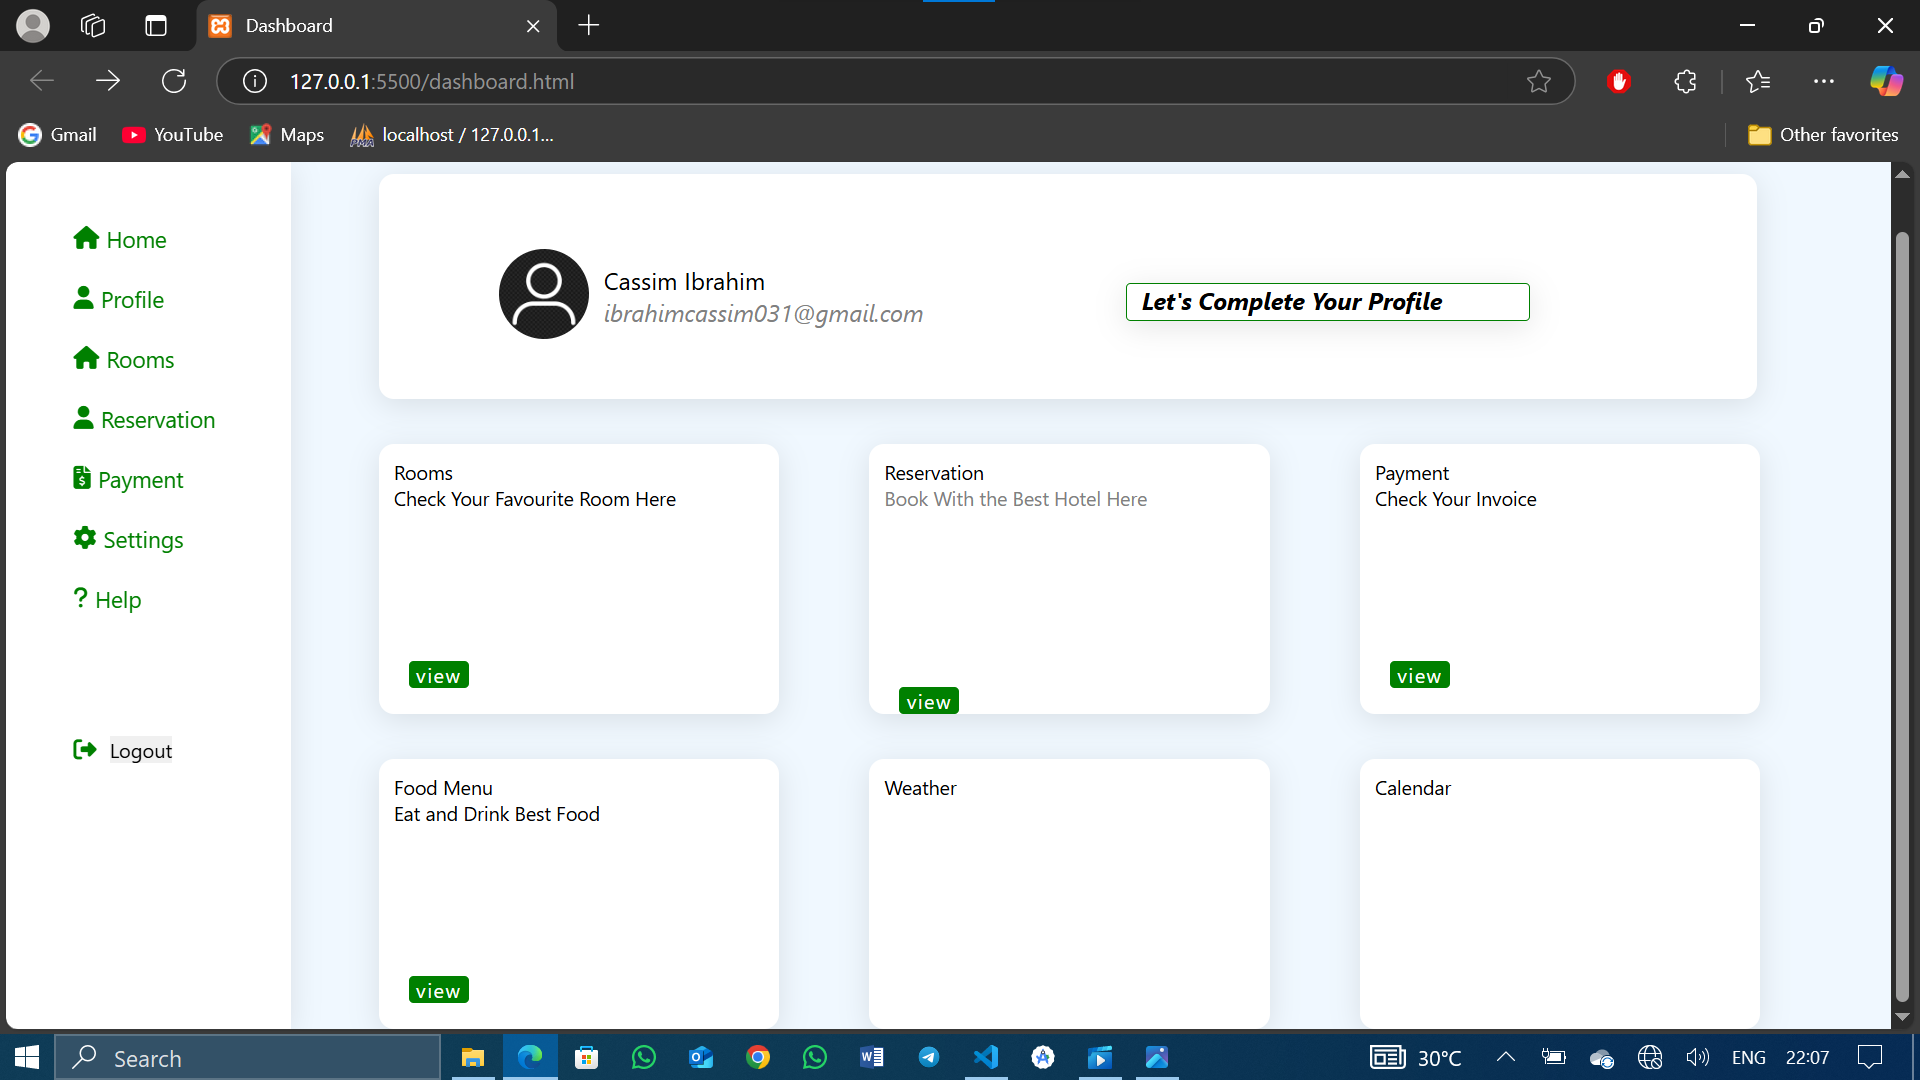 Dashboard
127.0.0.1:5500/dashboard.html
Gmail
YouTube
Maps
localhost / 127.0.0.1...
Other favorites
Home
Profile
Rooms
Reservation
Payment
Settings
Help
Logout
Cassim Ibrahim
ibrahimcassim031@gmail.com
Let's Complete Your Profile
Rooms
Check Your Favourite Room Here
view
Reservation
Book With the Best Hotel Here
view
Payment
Check Your Invoice
view
Food Menu
Eat and Drink Best Food
view
Weather
Calendar
Search
30°C
ENG
22:07